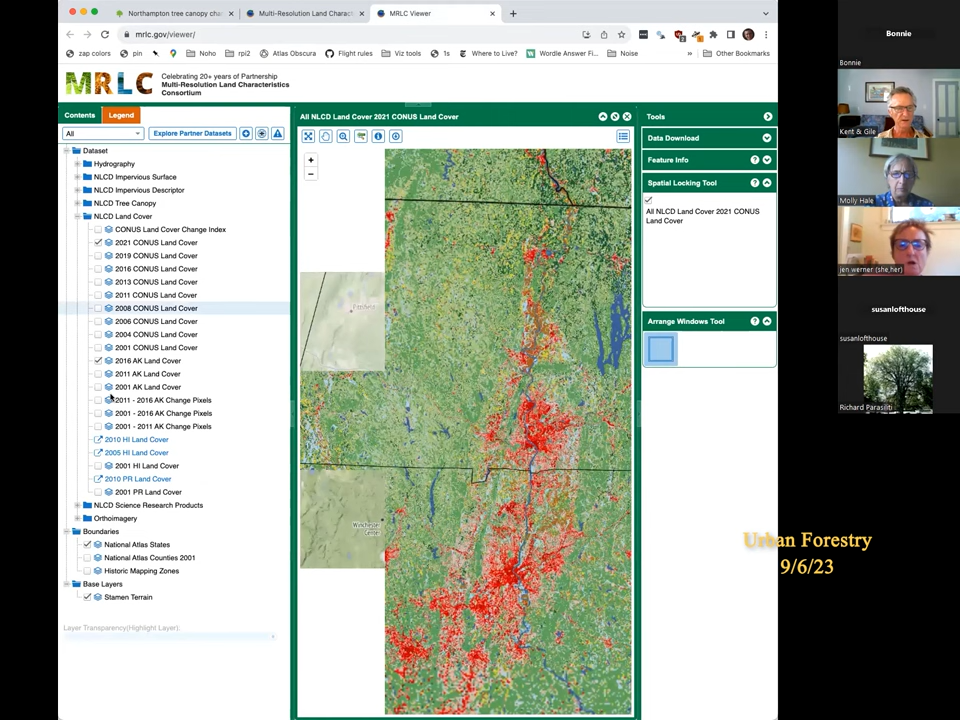 Northampton tree canopy cha
Multi-Resolution Land Charact
MRLC Viewer
mrlc.gov/viewer/
zap colors
pin
Noho
rpi2
Atlas Obscura
Flight rules
Viz tools
1s
Where to Live?
Wordle Answer Fi...
Noise
»
Other Bookmarks
MRLC
Celebrating 20+ years of Partnership
Multi-Resolution Land Characteristics
Consortium
Contents
Legend
All
Explore Partner Datasets
Dataset
Hydrography
NLCD Impervious Surface
NLCD Impervious Descriptor
NLCD Tree Canopy
NLCD Land Cover
CONUS Land Cover Change Index
2021 CONUS Land Cover
2019 CONUS Land Cover
2016 CONUS Land Cover
2013 CONUS Land Cover
2011 CONUS Land Cover
2008 CONUS Land Cover
2006 CONUS Land Cover
2004 CONUS Land Cover
2001 CONUS Land Cover
2016 AK Land Cover
2011 AK Land Cover
2001 AK Land Cover
2011 - 2016 AK Change Pixels
2001 - 2016 AK Change Pixels
2001 - 2011 AK Change Pixels
2010 HI Land Cover
2005 HI Land Cover
2001 HI Land Cover
2010 PR Land Cover
2001 PR Land Cover
NLCD Science Research Products
Orthoimagery
Boundaries
National Atlas States
National Atlas Counties 2001
Historic Mapping Zones
Base Layers
Stamen Terrain
Layer Transparency(Highlight Layer):
All NLCD Land Cover 2021 CONUS Land Cover
+
−
Pittsfield
Winchester
Center
Tools
Data Download
Feature Info
?
Spatial Locking Tool
?
All NLCD Land Cover 2021 CONUS
Land Cover
Arrange Windows Tool
?
Bonnie
Bonnie
Kent & Gile
Molly Hale
jen werner (she,her)
susanlofthouse
susanlofthouse
Richard Parasiliti
Urban Forestry
9/6/23